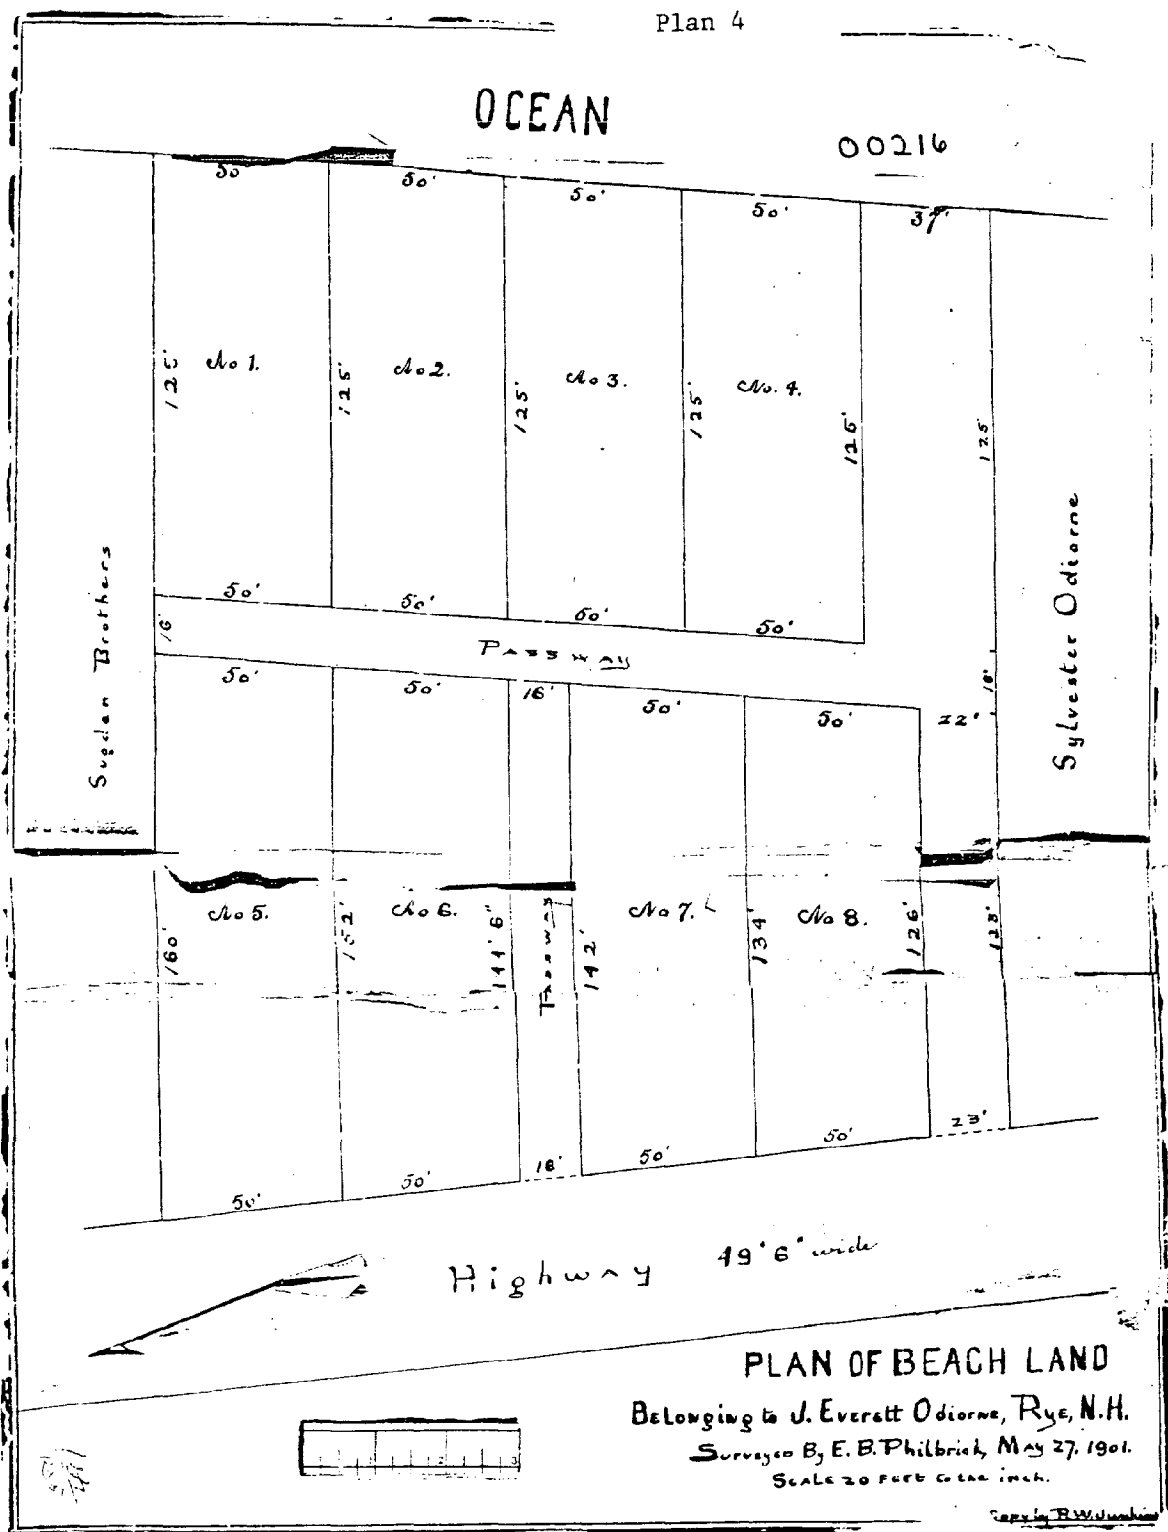 Plan 4
OCEAN
00216
50'
50'
50'
50'
37'
125'
No 1.
125'
No 2.
125'
No 3.
125'
No. 4.
125'
125'
Sugden Brothers
Sylvester Odiorne
50'
50'
50'
50'
16'
PASSWAY
50'
50'
16'
50'
50'
22'
No 5.
No 6.
No 7.
No 8.
160'
152'
144' 6"
PASSWAY
142'
134'
126'
123'
50'
50'
50'
50'
23'
Highway 49' 6" wide
PLAN OF BEACH LAND
Belonging to J. Everett Odiorne, Rye, N.H.
Surveyed By E. B. Philbrick, May 27, 1901.
Scale 20 feet to the inch.